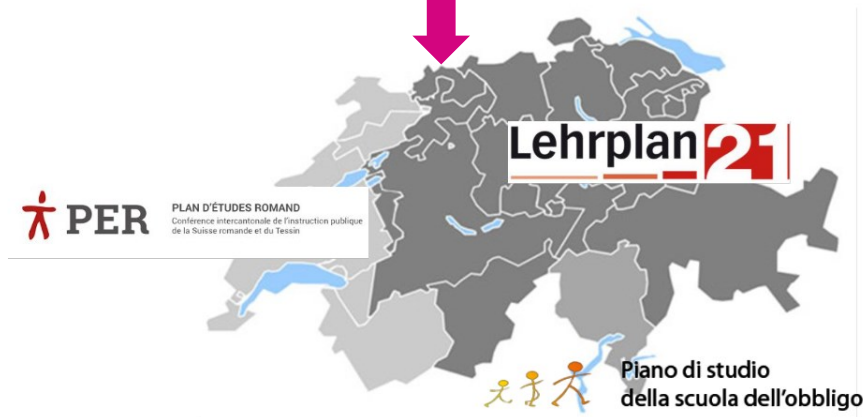 Lehrplan 21
PER
PLAN D'ÉTUDES ROMAND
Conférence intercantonale de l'instruction publique
de la Suisse romande et du Tessin
Piano di studio
della scuola dell'obbligo